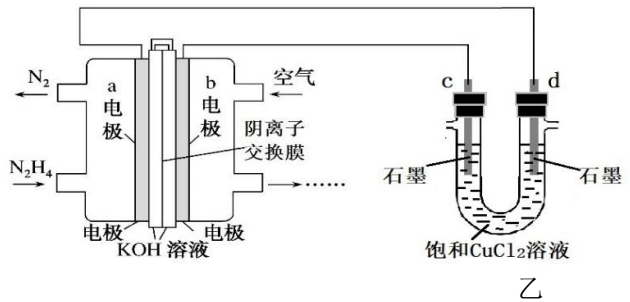 N₂
a
电
极
b
电
极
空气
N₂H₄
阴离子
交换膜
……
电极
电极
KOH 溶液
c
d
石墨
石墨
饱和CuCl₂溶液
乙